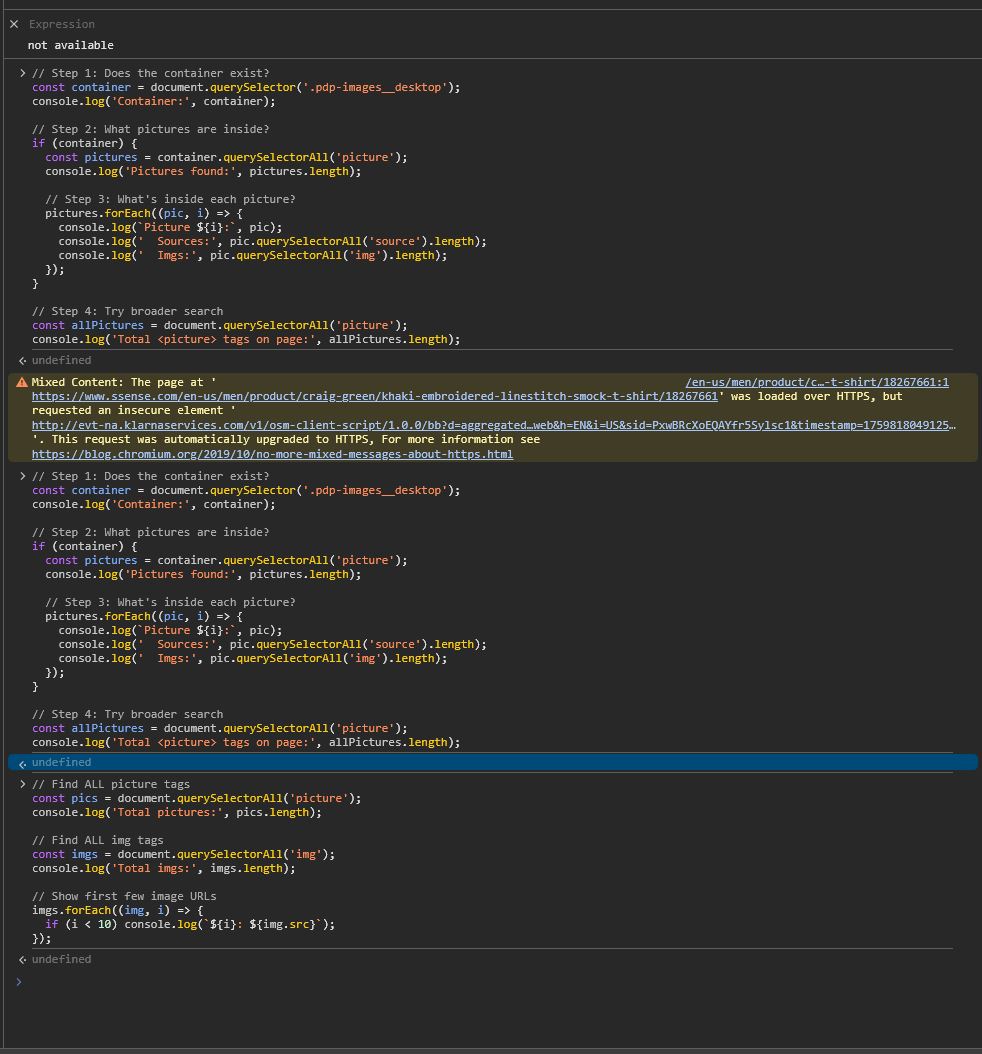 Expression
not available
// Step 1: Does the container exist?
const container = document.querySelector('.pdp-images__desktop');
console.log('Container:', container);
// Step 2: What pictures are inside?
if (container) {
const pictures = container.querySelectorAll('picture');
console.log('Pictures found:', pictures.length);
// Step 3: What's inside each picture?
pictures.forEach((pic, i) => {
console.log(`Picture ${i}:`, pic);
console.log('  Sources:', pic.querySelectorAll('source').length);
console.log('  Imgs:', pic.querySelectorAll('img').length);
});
}
// Step 4: Try broader search
const allPictures = document.querySelectorAll('picture');
console.log('Total <picture> tags on page:', allPictures.length);
undefined
Mixed Content: The page at ' /en-us/men/product/c…-t-shirt/18267661:1
https://www.ssense.com/en-us/men/product/craig-green/khaki-embroidered-linestitch-smock-t-shirt/18267661' was loaded over HTTPS, but
requested an insecure element '
http://evt-na.klarnaservices.com/v1/osm-client-script/1.0.0/bb?d=aggregated…web&h=EN&i=US&sid=PxwBRcXoEQAYfr5Sylsc1&timestamp=1759818049125…
'. This request was automatically upgraded to HTTPS, For more information see
https://blog.chromium.org/2019/10/no-more-mixed-messages-about-https.html
// Step 1: Does the container exist?
const container = document.querySelector('.pdp-images__desktop');
console.log('Container:', container);
// Step 2: What pictures are inside?
if (container) {
const pictures = container.querySelectorAll('picture');
console.log('Pictures found:', pictures.length);
// Step 3: What's inside each picture?
pictures.forEach((pic, i) => {
console.log(`Picture ${i}:`, pic);
console.log('  Sources:', pic.querySelectorAll('source').length);
console.log('  Imgs:', pic.querySelectorAll('img').length);
});
}
// Step 4: Try broader search
const allPictures = document.querySelectorAll('picture');
console.log('Total <picture> tags on page:', allPictures.length);
undefined
// Find ALL picture tags
const pics = document.querySelectorAll('picture');
console.log('Total pictures:', pics.length);
// Find ALL img tags
const imgs = document.querySelectorAll('img');
console.log('Total imgs:', imgs.length);
// Show first few image URLs
imgs.forEach((img, i) => {
if (i < 10) console.log(`${i}: ${img.src}`);
});
undefined